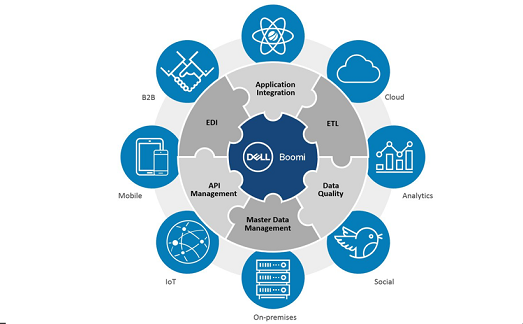 Application
Integration
B2B
Cloud
EDI
ETL
DELL Boomi
Mobile
API
Management
Data
Quality
Analytics
Master Data
Management
IoT
Social
On-premises